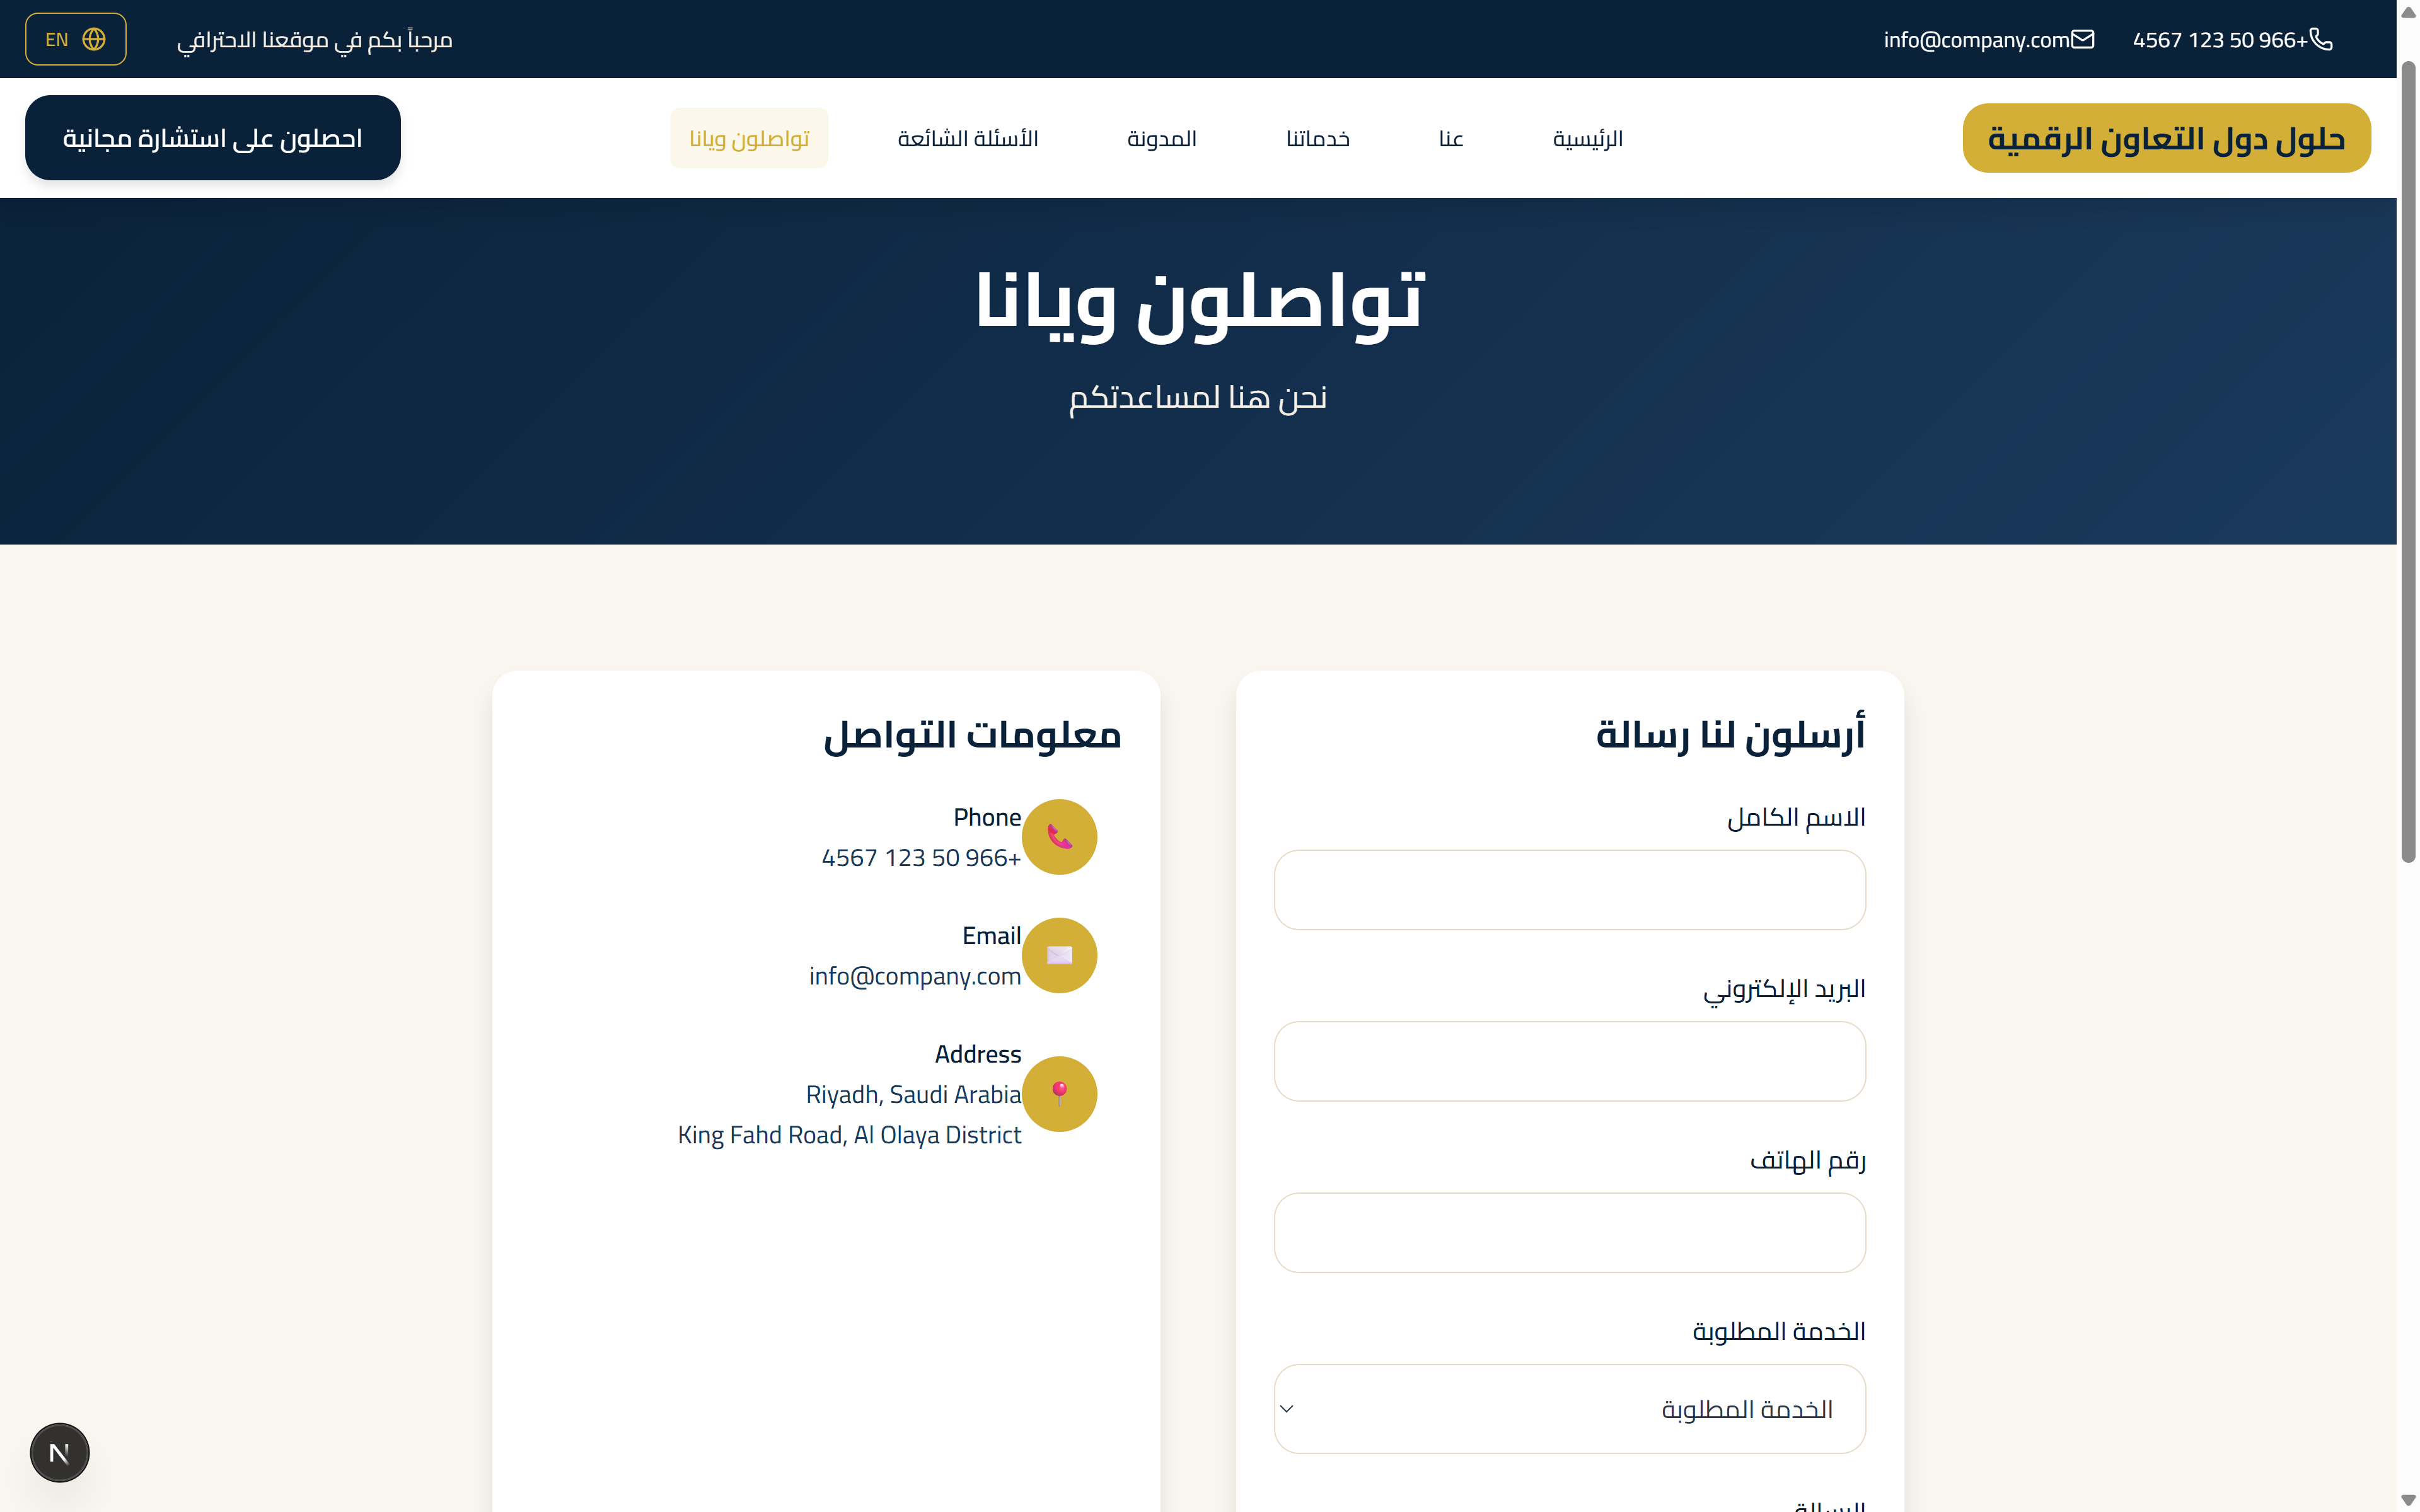 +966 50 123 4567
info@company.com
مرحباً بكم في موقعنا الاحترافي
EN
حلول دول التعاون الرقمية
الرئيسية
عنا
خدماتنا
المدونة
الأسئلة الشائعة
تواصلون ويانا
احصلون على استشارة مجانية
تواصلون ويانا
نحن هنا لمساعدتكم
أرسلون لنا رسالة
الاسم الكامل
البريد الإلكتروني
رقم الهاتف
الخدمة المطلوبة
الخدمة المطلوبة
معلومات التواصل
Phone
+966 50 123 4567
Email
info@company.com
Address
Riyadh, Saudi Arabia
King Fahd Road, Al Olaya District
N